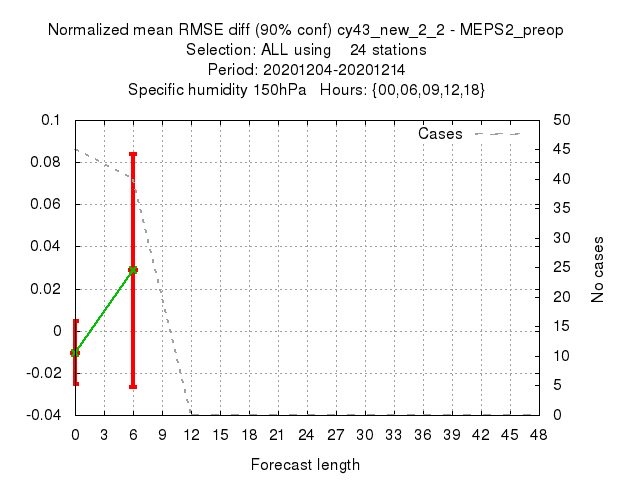 Normalized mean RMSE diff (90% conf) cy43_new_2_2 - MEPS2_preop
Selection: ALL using    24 stations
Period: 20201204-20201214
Specific humidity 150hPa   Hours: {00,06,09,12,18}
Cases
0.1
0.08
0.06
0.04
0.02
0
-0.02
-0.04
50
45
40
35
30
25
20
15
10
5
0
No cases
0 3 6 9 12 15 18 21 24 27 30 33 36 39 42 45 48
Forecast length